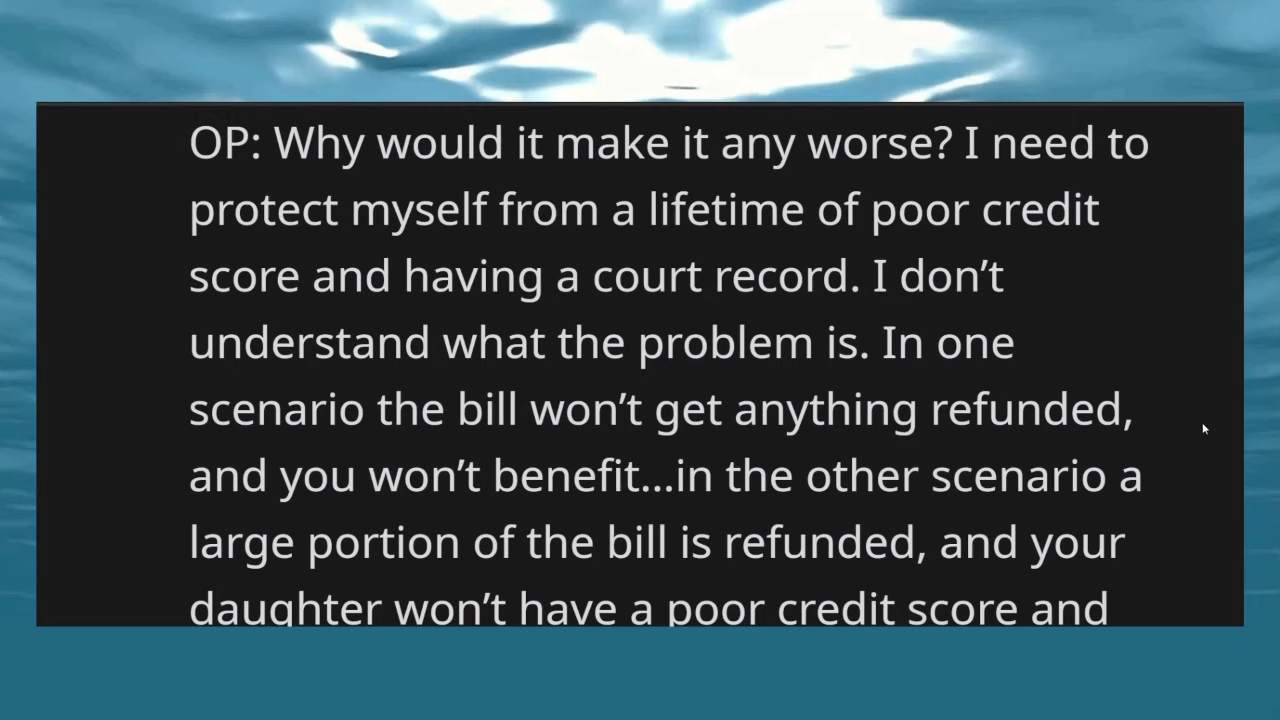 OP: Why would it make it any worse? I need to
protect myself from a lifetime of poor credit
score and having a court record. I don’t
understand what the problem is. In one
scenario the bill won’t get anything refunded,
and you won’t benefit...in the other scenario a
large portion of the bill is refunded, and your
daughter won’t have a poor credit score and